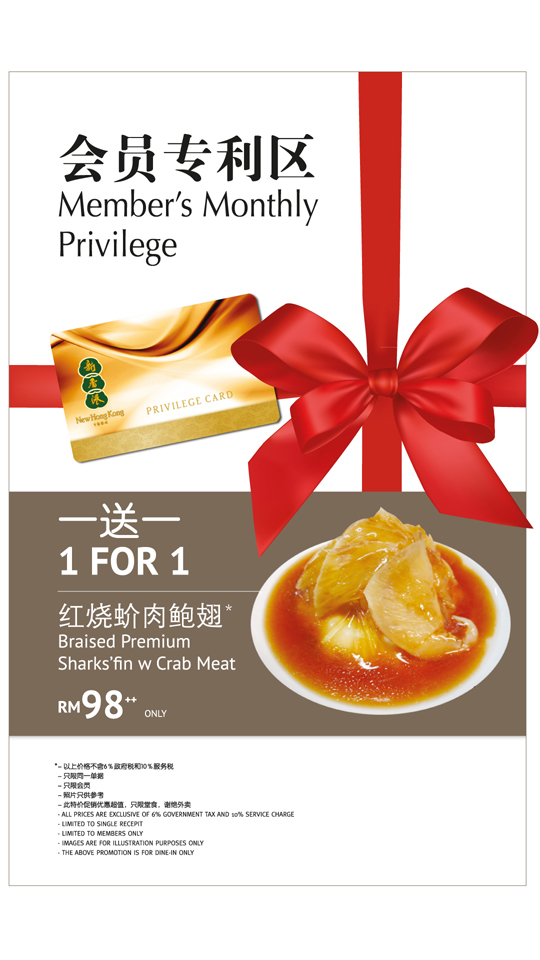 会员专利区
Member's Monthly
Privilege
新香港
New Hong Kong
PRIVILEGE CARD
一送一
1 FOR 1
红烧蚧肉鲍翅*
Braised Premium
Sharks'fin w Crab Meat
RM98++ ONLY
*– 以上价格不含6%政府税和10%服务税
– 只限同一单据
– 只限会员
– 照片只供参考
– 此特价促销优惠超值，只限堂食，谢绝外卖
- ALL PRICES ARE EXCLUSIVE OF 6% GOVERNMENT TAX AND 10% SERVICE CHARGE
- LIMITED TO SINGLE RECEPIT
- LIMITED TO MEMBERS ONLY
- IMAGES ARE FOR ILLUSTRATION PURPOSES ONLY
- THE ABOVE PROMOTION IS FOR DINE-IN ONLY